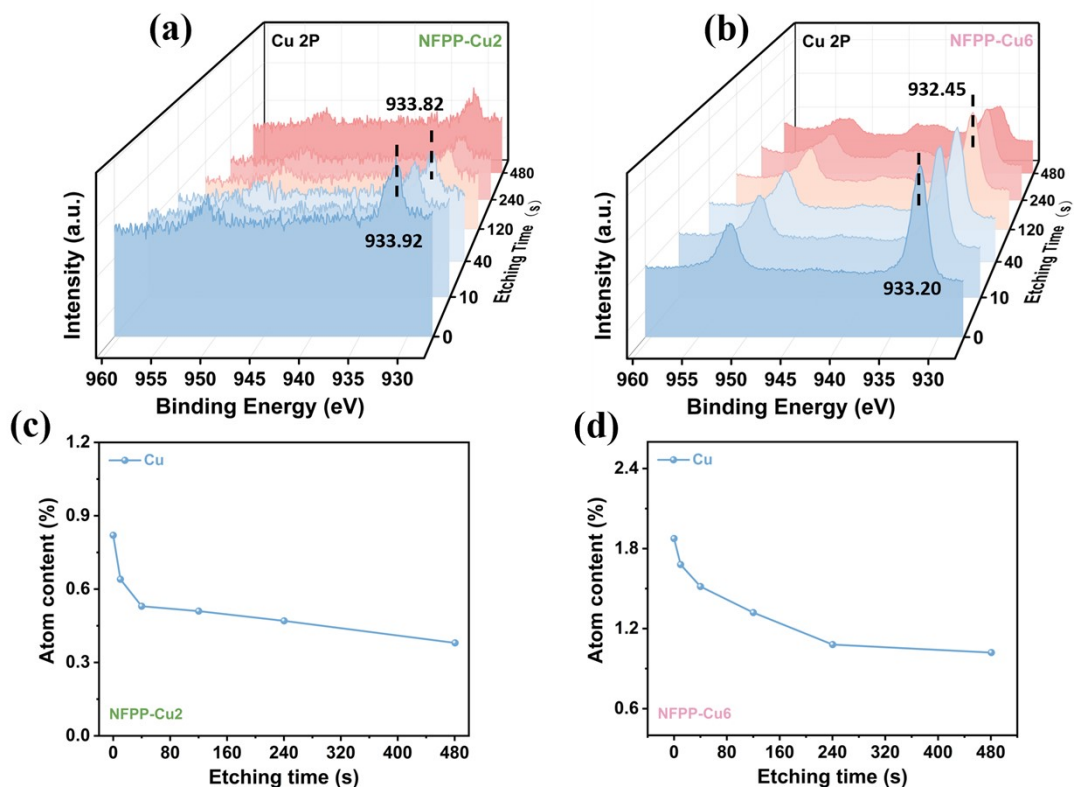 (a)
Cu 2P
NFPP-Cu2
933.82
933.92
Intensity (a.u.)
960 955 950 945 940 935 930
Binding Energy (eV)
0
10
40
120
240
480
Etching Time (s)
(b)
Cu 2P
NFPP-Cu6
932.45
933.20
Intensity (a.u.)
960 955 950 945 940 935 930
Binding Energy (eV)
0
10
40
120
240
480
Etching Time (s)
(c)
Cu
1.2
0.9
0.6
0.3
0.0
Atom content (%)
NFPP-Cu2
0 80 160 240 320 400 480
Etching time (s)
(d)
Cu
2.4
1.8
1.2
0.6
Atom content (%)
NFPP-Cu6
0 80 160 240 320 400 480
Etching time (s)